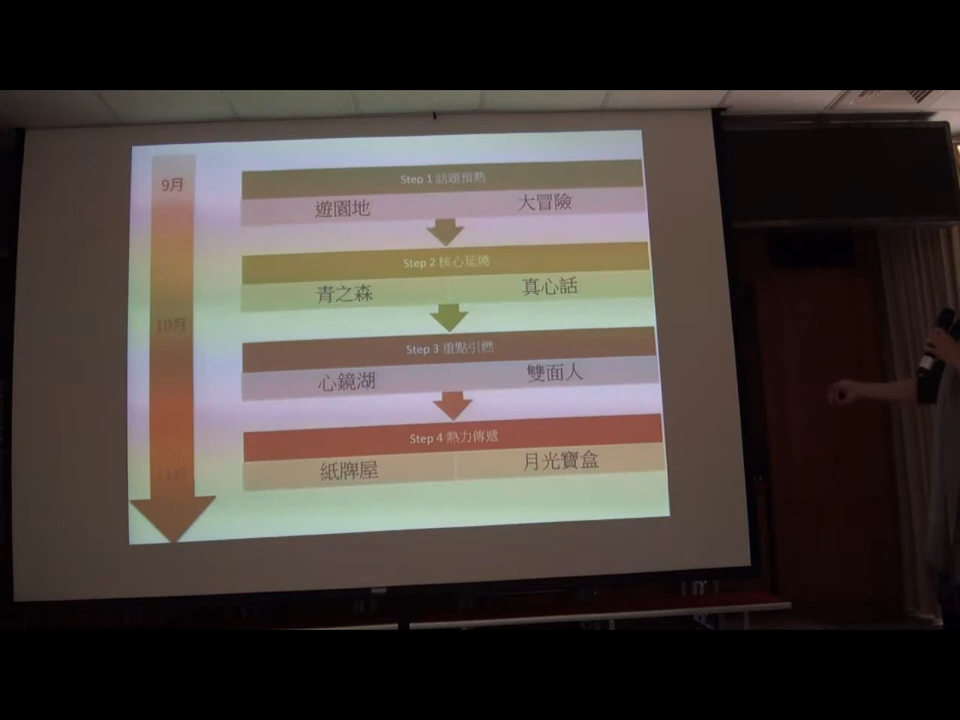 9月
Step 1 話題預熱
遊園地 大冒險
Step 2 核心延燒
青之森 真心話
10月
Step 3 重點引燃
心鏡湖 雙面人
Step 4 熱力傳遞
紙牌屋 月光寶盒
11月